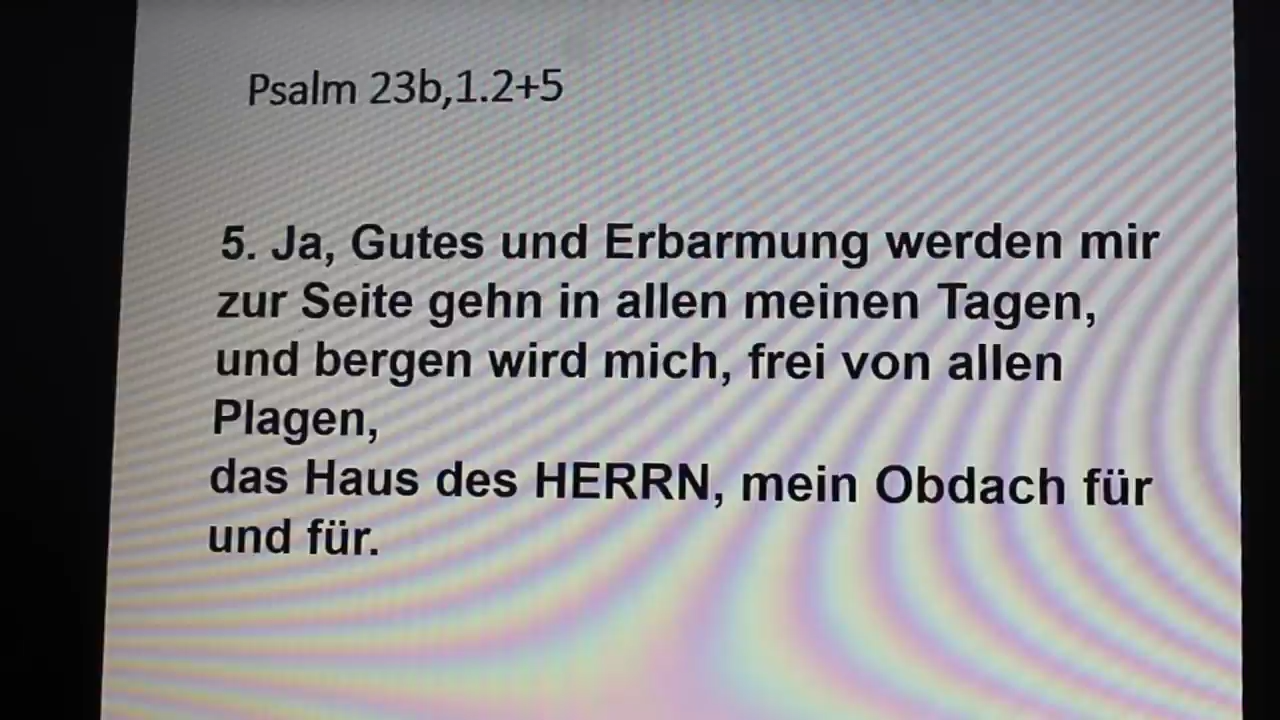 Psalm 23b,1.2+5
5. Ja, Gutes und Erbarmung werden mir
zur Seite gehn in allen meinen Tagen,
und bergen wird mich, frei von allen
Plagen,
das Haus des HERRN, mein Obdach für
und für.